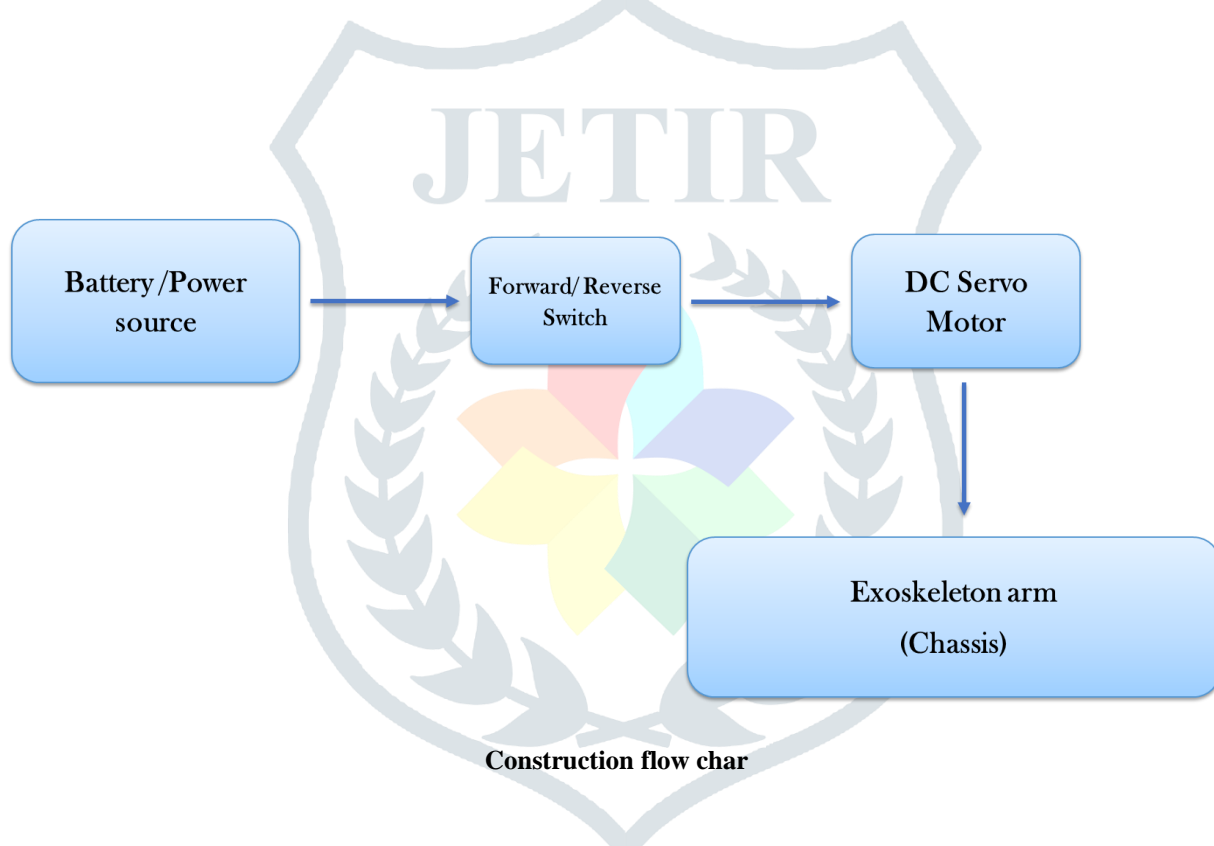 JETIR
Battery /Power
source
Forward/ Reverse
Switch
DC Servo
Motor
Exoskeleton arm
(Chassis)
Construction flow char